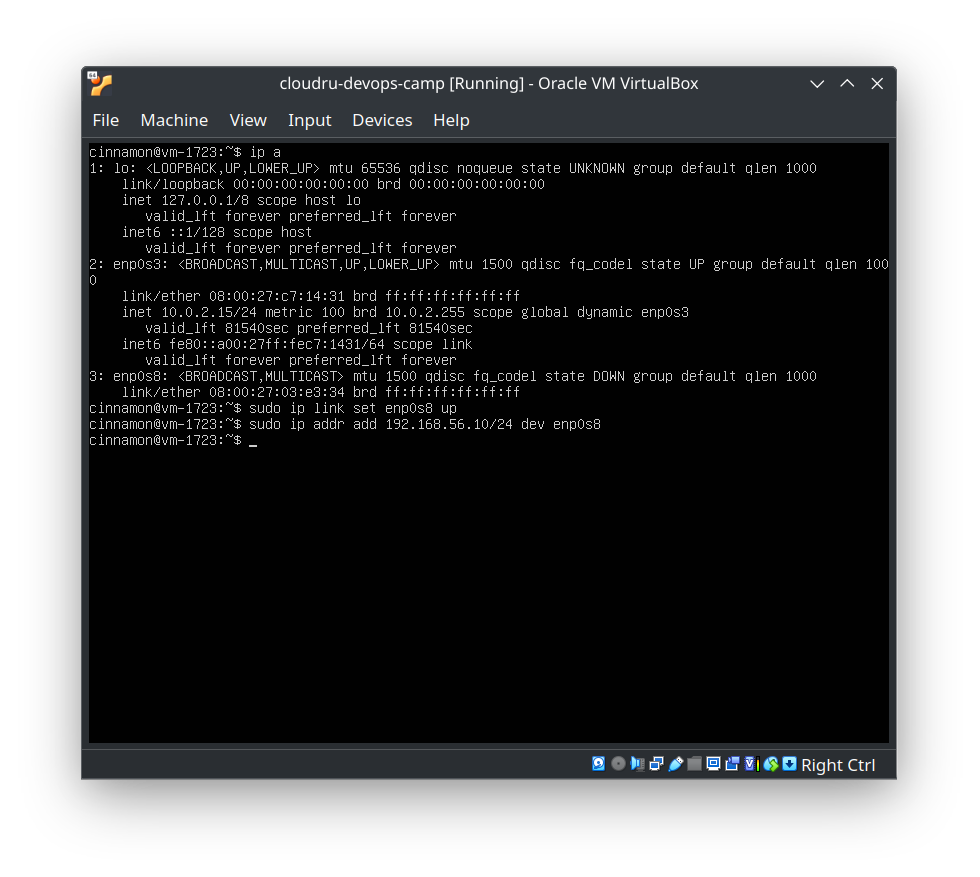 cloudru-devops-camp [Running] - Oracle VM VirtualBox
File Machine View Input Devices Help
cinnamon@vm-1723:~$ ip a
1: lo: <LOOPBACK,UP,LOWER_UP> mtu 65536 qdisc noqueue state UNKNOWN group default qlen 1000
link/loopback 00:00:00:00:00:00 brd 00:00:00:00:00:00
inet 127.0.0.1/8 scope host lo
valid_lft forever preferred_lft forever
inet6 ::1/128 scope host
valid_lft forever preferred_lft forever
2: enp0s3: <BROADCAST,MULTICAST,UP,LOWER_UP> mtu 1500 qdisc fq_codel state UP group default qlen 100
0
link/ether 08:00:27:c7:14:31 brd ff:ff:ff:ff:ff:ff
inet 10.0.2.15/24 metric 100 brd 10.0.2.255 scope global dynamic enp0s3
valid_lft 81540sec preferred_lft 81540sec
inet6 fe80::a00:27ff:fec7:1431/64 scope link
valid_lft forever preferred_lft forever
3: enp0s8: <BROADCAST,MULTICAST> mtu 1500 qdisc fq_codel state DOWN group default qlen 1000
link/ether 08:00:27:03:e3:34 brd ff:ff:ff:ff:ff:ff
cinnamon@vm-1723:~$ sudo ip link set enp0s8 up
cinnamon@vm-1723:~$ sudo ip addr add 192.168.56.10/24 dev enp0s8
cinnamon@vm-1723:~$ _
Right Ctrl